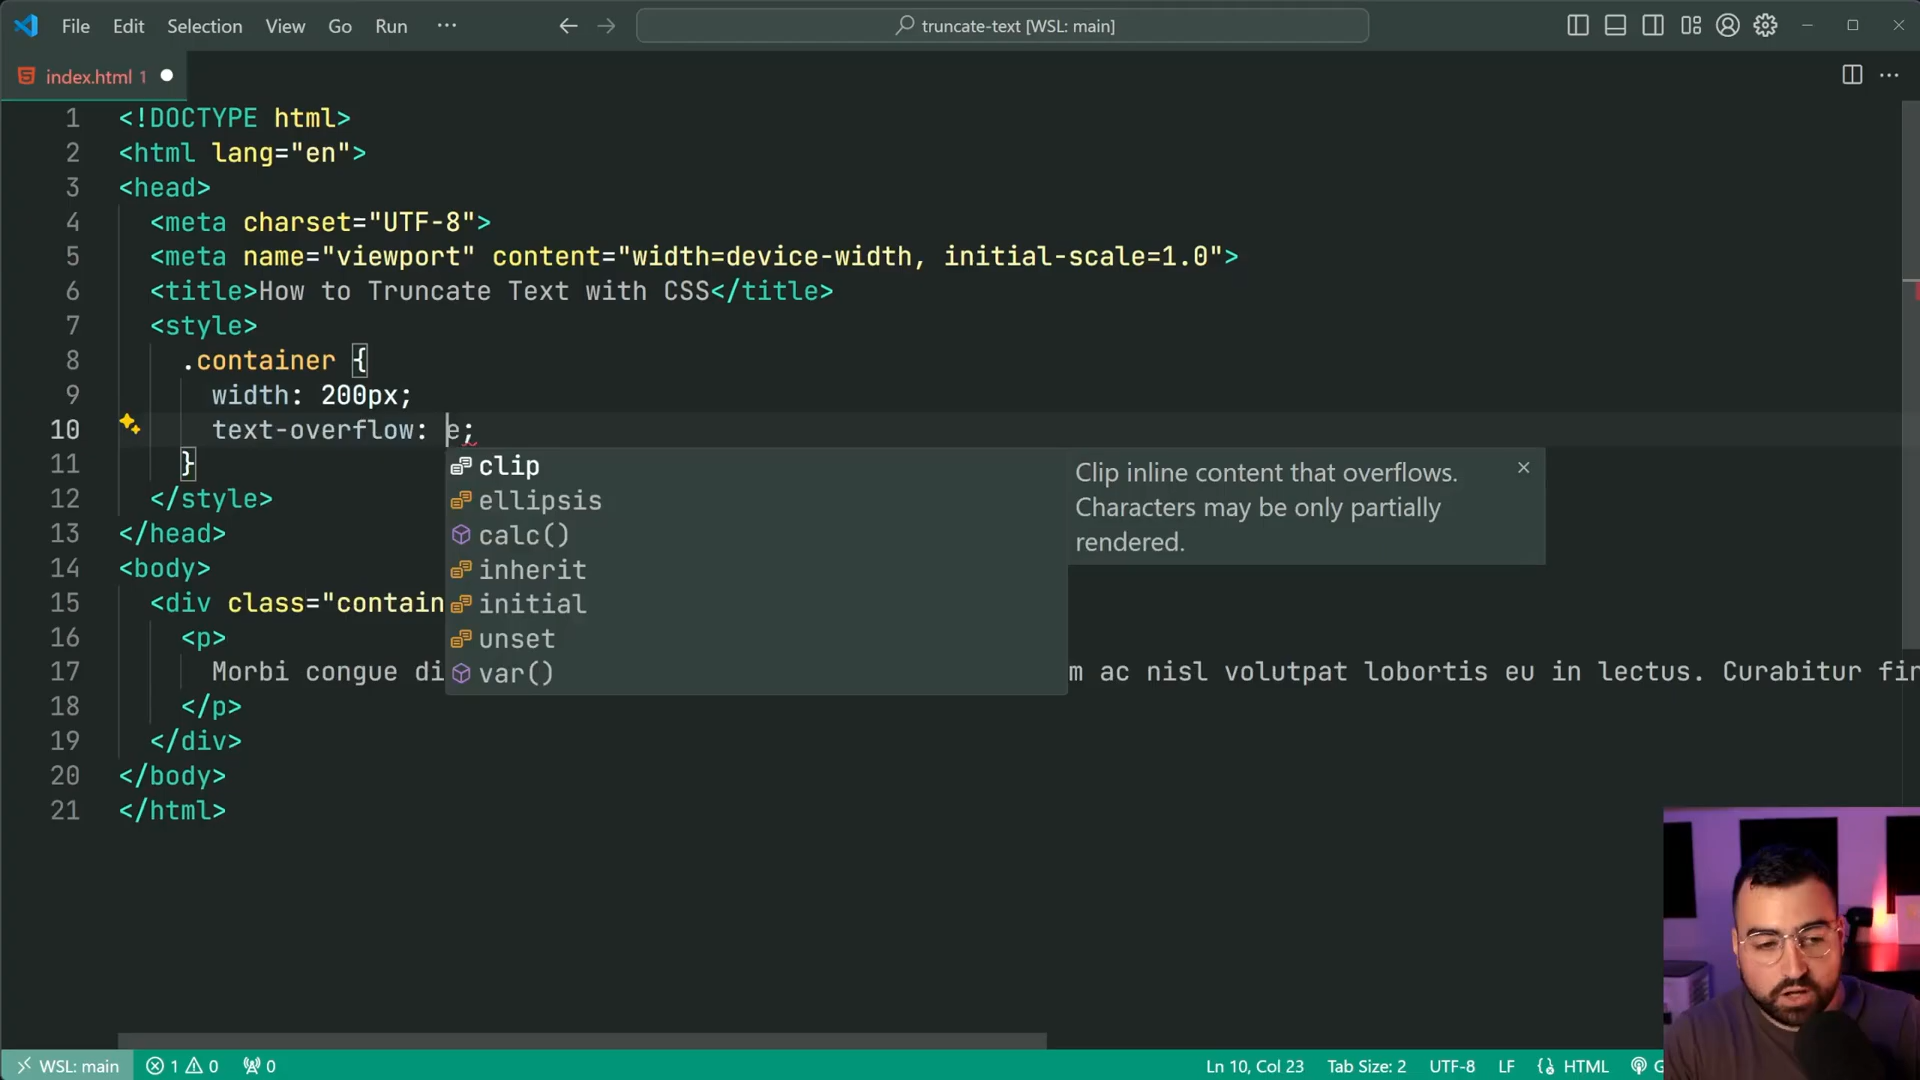 File Edit Selection View Go Run ··· truncate-text [WSL: main]
index.html 1
1 <!DOCTYPE html>
2 <html lang="en">
3 <head>
4 <meta charset="UTF-8">
5 <meta name="viewport" content="width=device-width, initial-scale=1.0">
6 <title>How to Truncate Text with CSS</title>
7 <style>
8 .container {
9 width: 200px;
10 text-overflow: e;
11 }
12 </style>
13 </head>
14 <body>
15 <div class="contain
16 <p>
17 Morbi congue di m ac nisl volutpat lobortis eu in lectus. Curabitur fin
18 </p>
19 </div>
20 </body>
21 </html>
clip
ellipsis
calc()
inherit
initial
unset
var()
Clip inline content that overflows.
Characters may be only partially
rendered.
WSL: main 1 0 0 Ln 10, Col 23 Tab Size: 2 UTF-8 LF HTML G